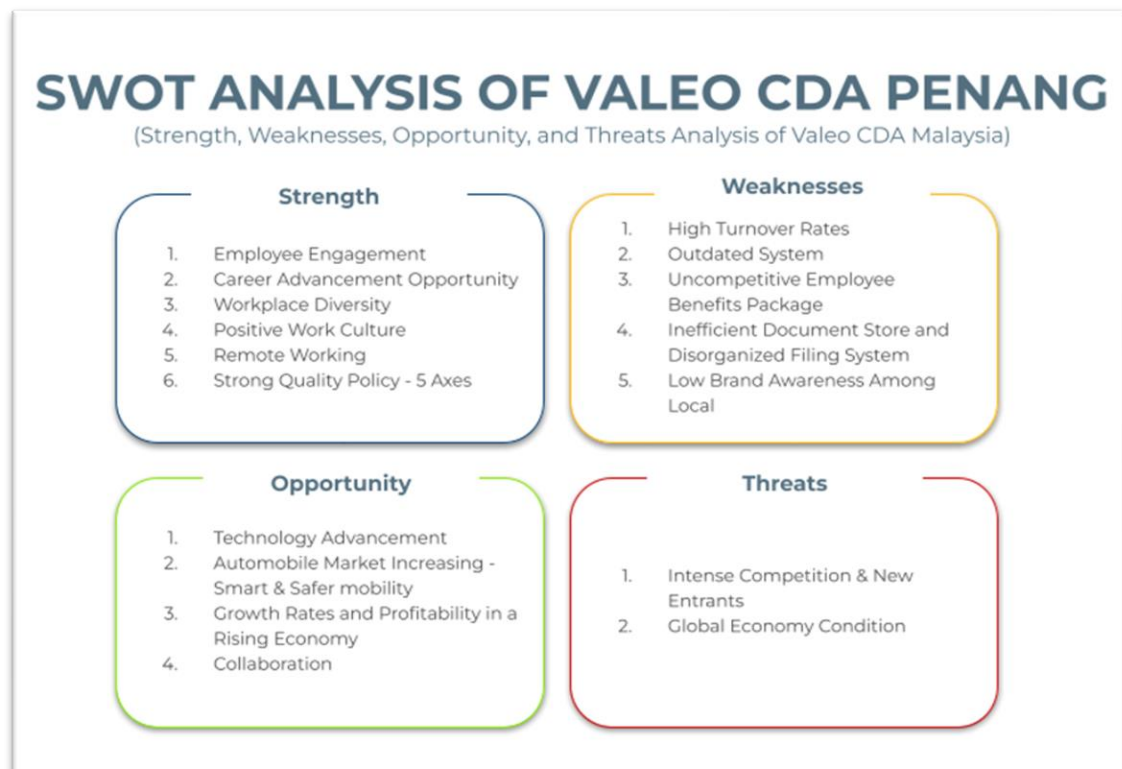 SWOT ANALYSIS OF VALEO CDA PENANG
(Strength, Weaknesses, Opportunity, and Threats Analysis of Valeo CDA Malaysia)
Strength
1. Employee Engagement
2. Career Advancement Opportunity
3. Workplace Diversity
4. Positive Work Culture
5. Remote Working
6. Strong Quality Policy - 5 Axes
Weaknesses
1. High Turnover Rates
2. Outdated System
3. Uncompetitive Employee
Benefits Package
4. Inefficient Document Store and
Disorganized Filing System
5. Low Brand Awareness Among
Local
Opportunity
1. Technology Advancement
2. Automobile Market Increasing -
Smart & Safer mobility
3. Growth Rates and Profitability in a
Rising Economy
4. Collaboration
Threats
1. Intense Competition & New
Entrants
2. Global Economy Condition